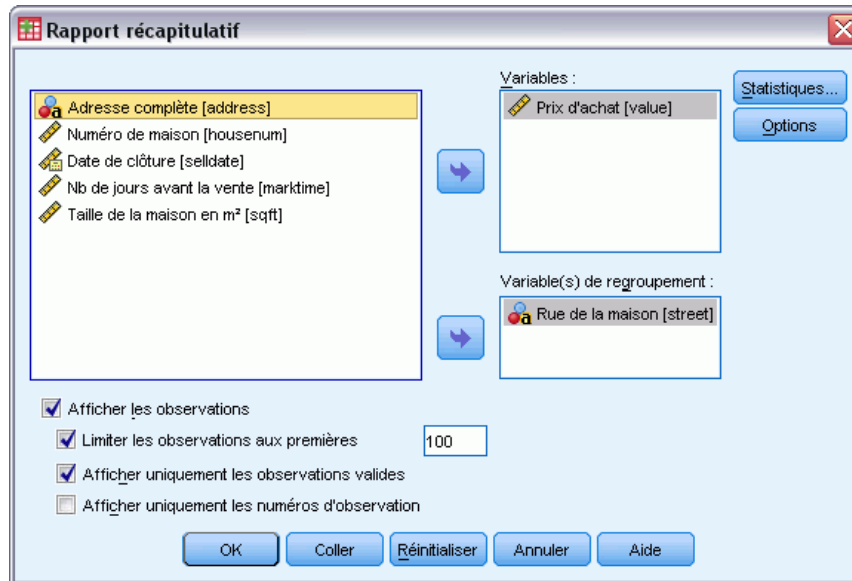 Rapport récapitulatif
Adresse complète [address]
Numéro de maison [housenum]
Date de clôture [selldate]
Nb de jours avant la vente [marktime]
Taille de la maison en m² [sqft]
Variables :
Prix d'achat [value]
Statistiques...
Options
Variable(s) de regroupement :
Rue de la maison [street]
Afficher les observations
Limiter les observations aux premières 100
Afficher uniquement les observations valides
Afficher uniquement les numéros d'observation
OK Coller Réinitialiser Annuler Aide